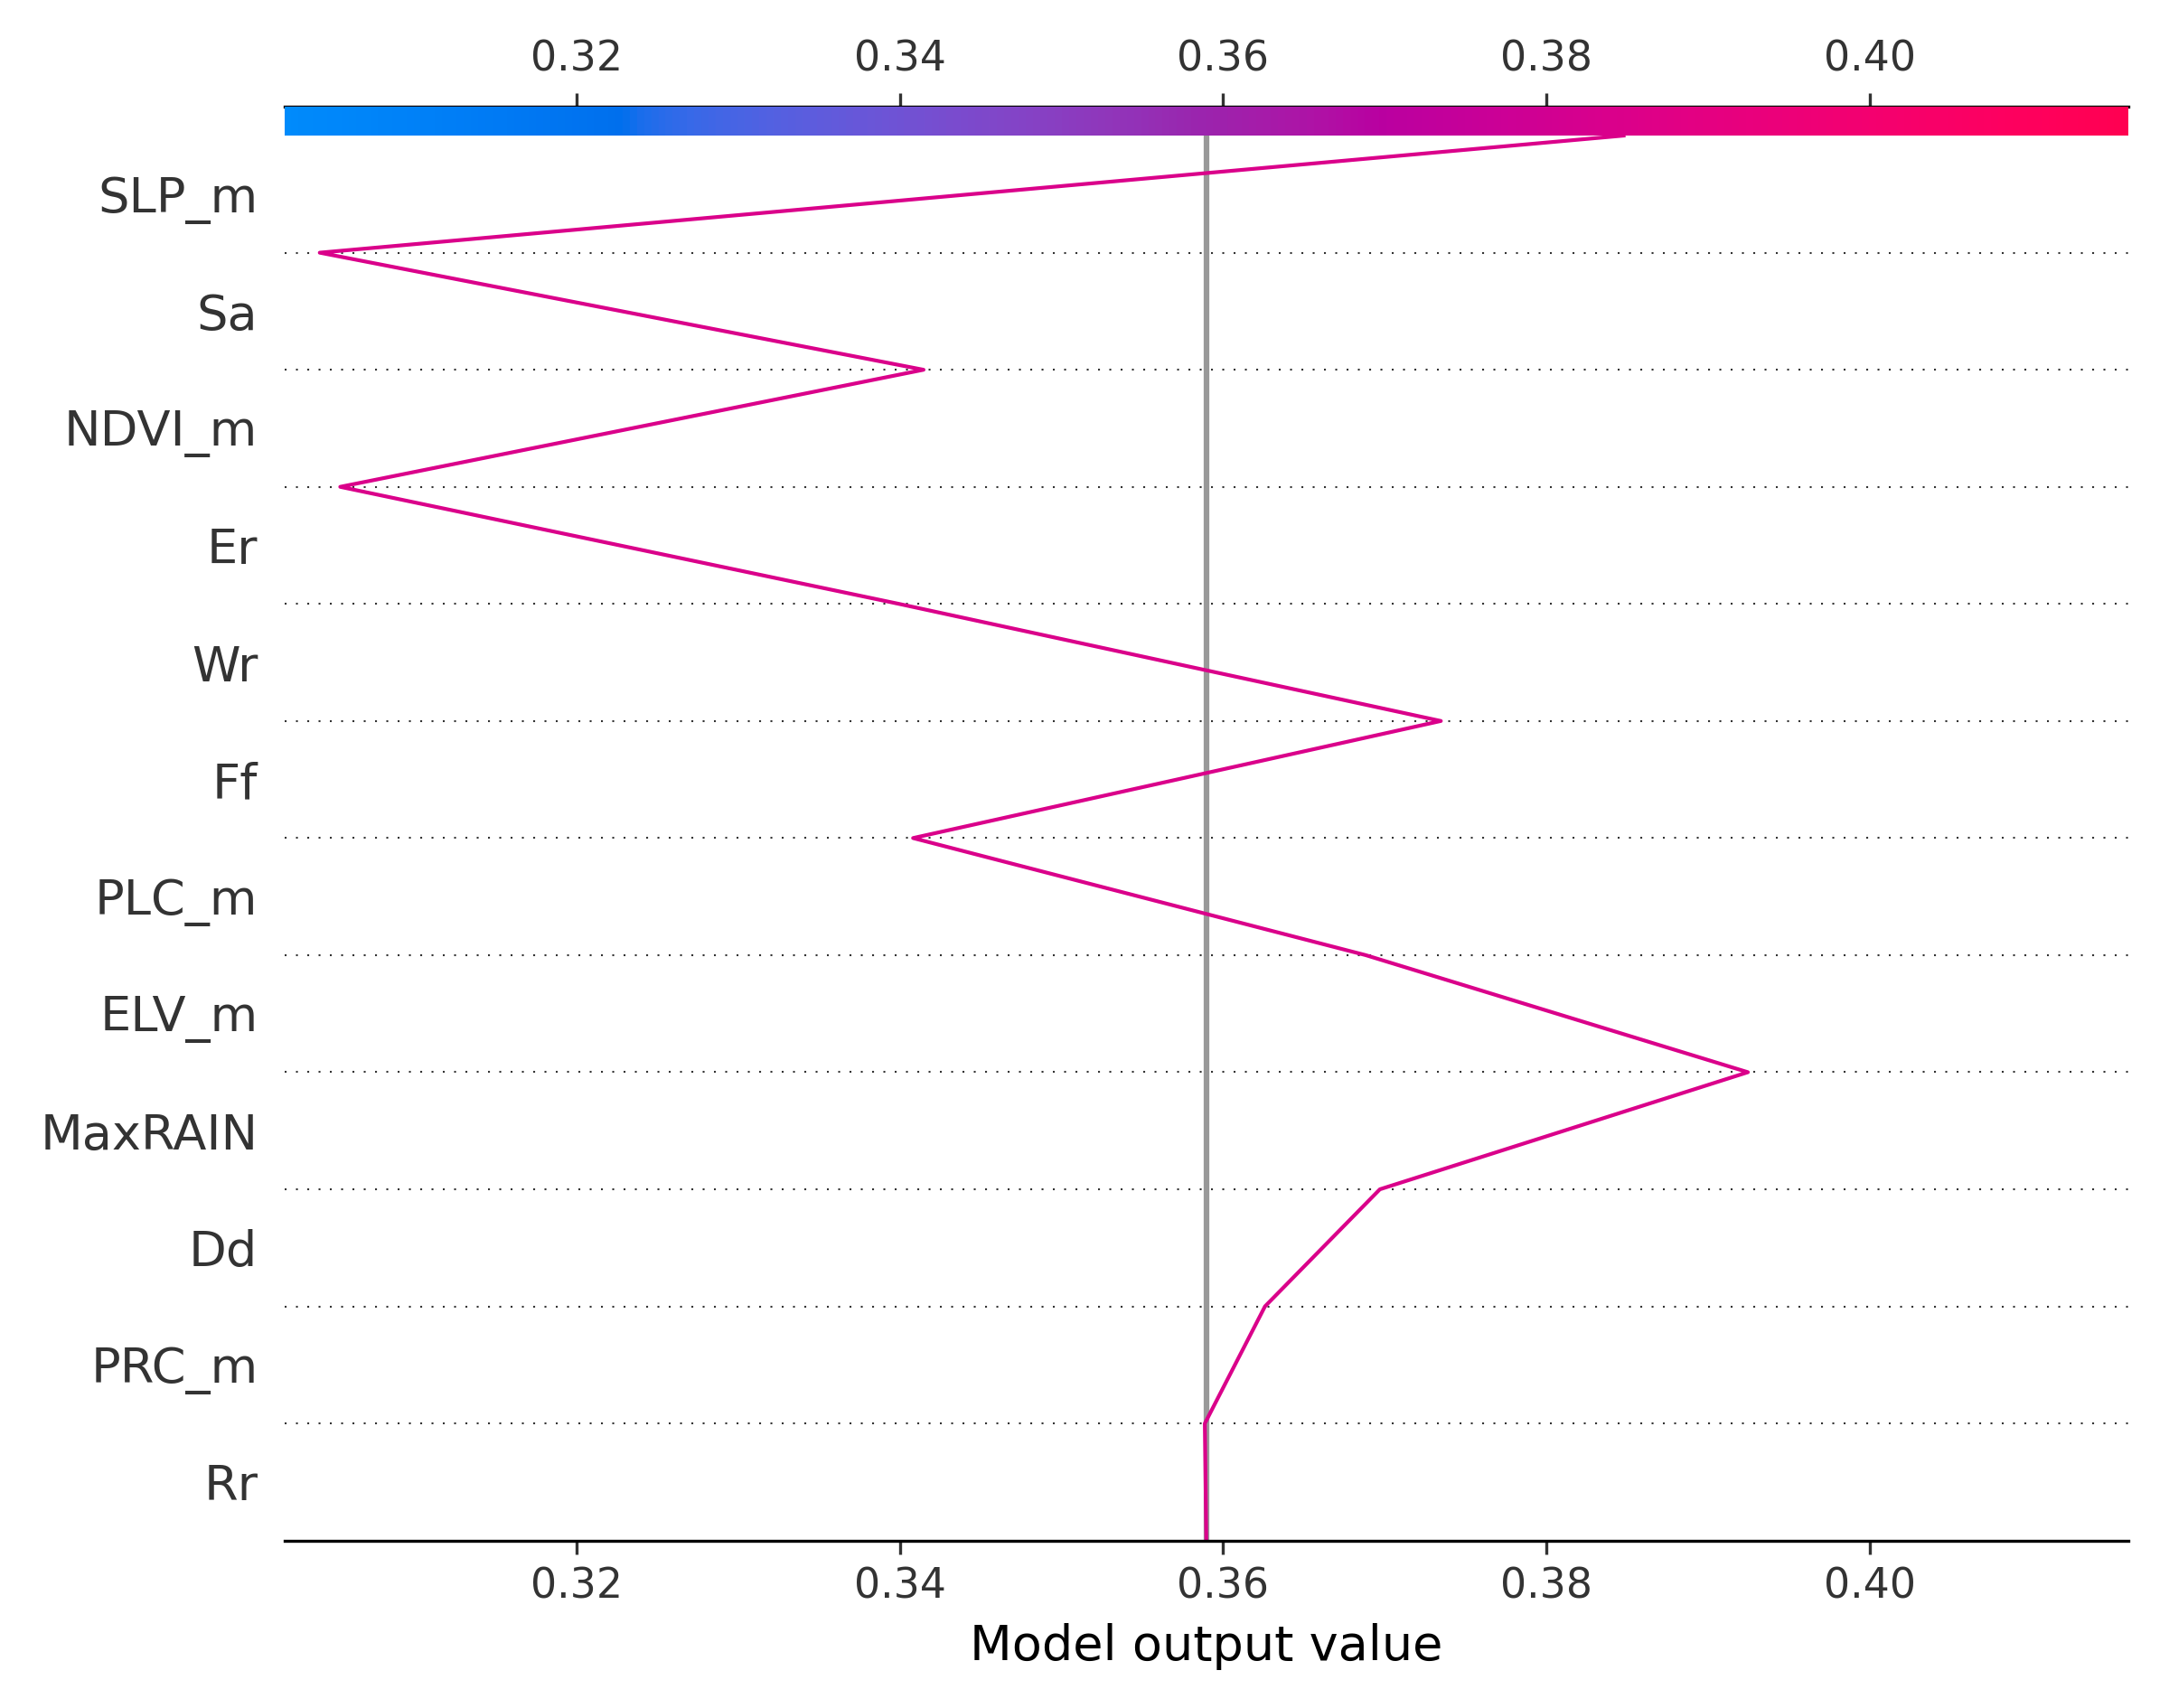 0.32 0.34 0.36 0.38 0.40
SLP_m
Sa
NDVI_m
Er
Wr
Ff
PLC_m
ELV_m
MaxRAIN
Dd
PRC_m
Rr
0.32 0.34 0.36 0.38 0.40
Model output value